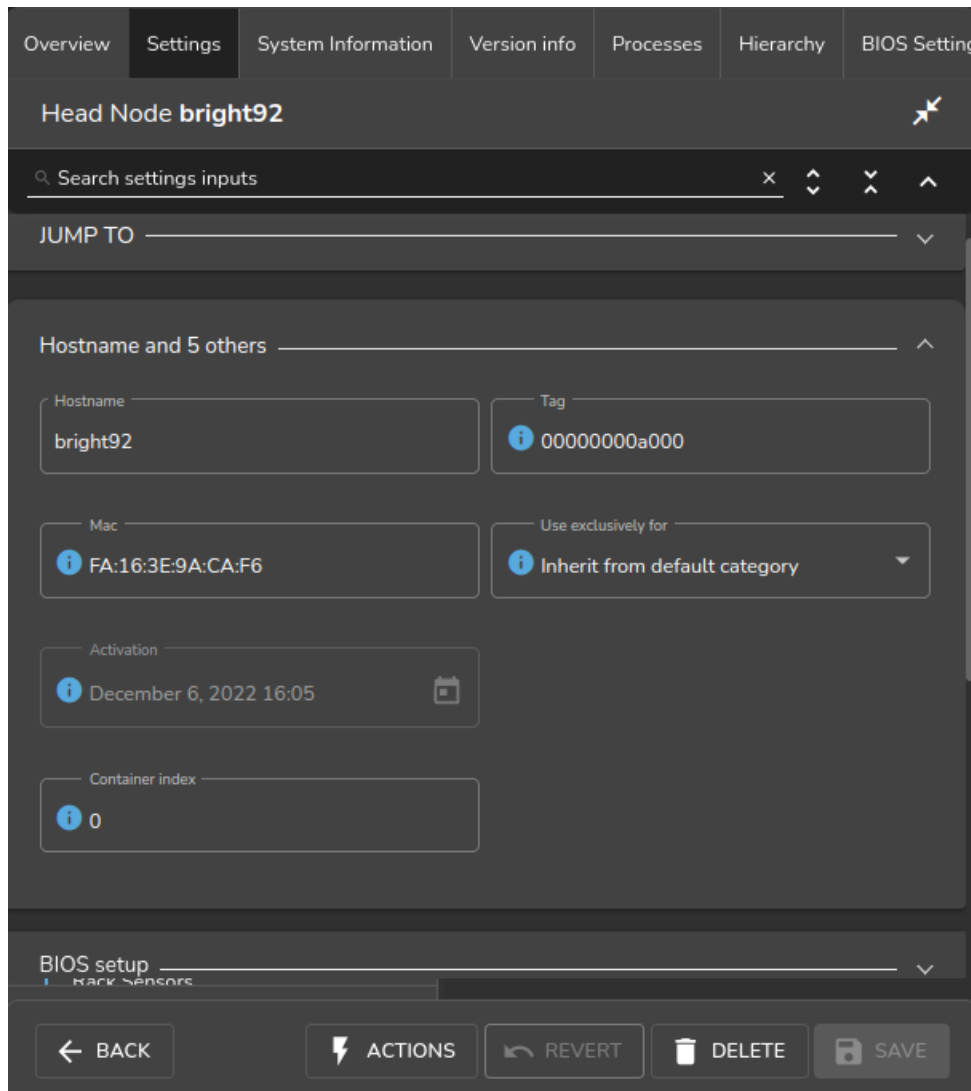 Overview Settings System Information Version info Processes Hierarchy BIOS Setting
Head Node bright92
Search settings inputs
JUMP TO
Hostname and 5 others
Hostname
bright92
Tag
00000000a000
Mac
FA:16:3E:9A:CA:F6
Use exclusively for
Inherit from default category
Activation
December 6, 2022 16:05
Container index
0
BIOS setup
Rack Sensors
BACK ACTIONS REVERT DELETE SAVE